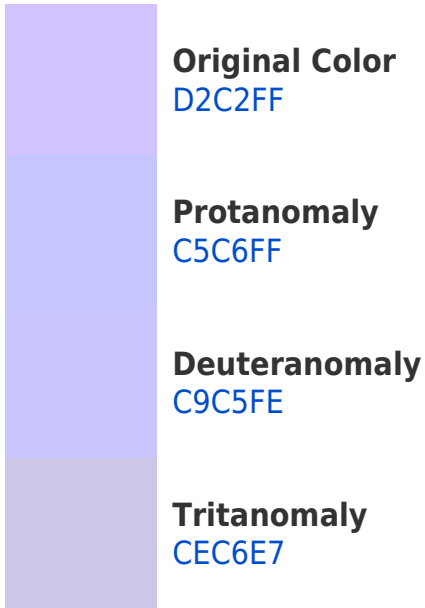 Original Color
D2C2FF
Protanomaly
C5C6FF
Deuteranomaly
C9C5FE
Tritanomaly
CEC6E7